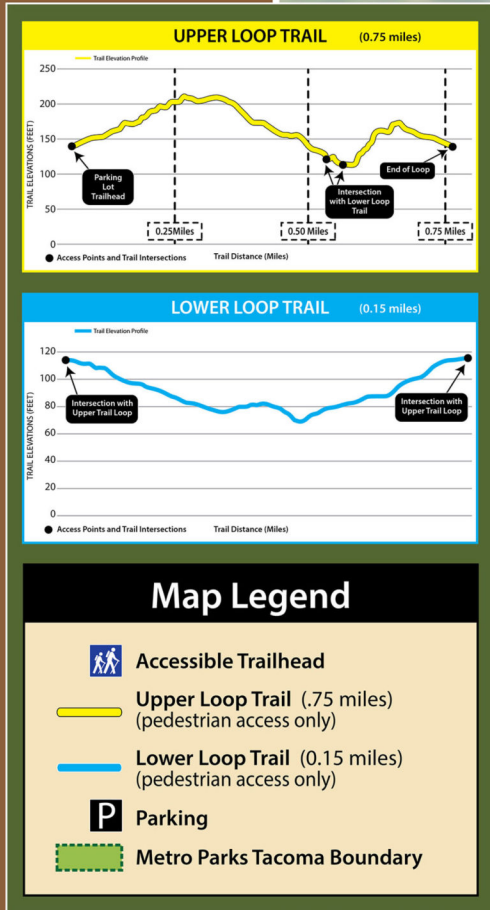 UPPER LOOP TRAIL (0.75 miles)
Trail Elevation Profile
TRAIL ELEVATIONS (FEET)
250
200
150
100
50
0
Parking
Lot
Trailhead
Intersection
with Lower Loop
Trail
End of Loop
0.25Miles
0.50 Miles
0.75 Miles
Access Points and Trail Intersections Trail Distance (Miles)
LOWER LOOP TRAIL (0.15 miles)
Trail Elevation Profile
TRAIL ELEVATIONS (FEET)
120
100
80
60
40
20
0
Intersection with
Upper Trail Loop
Intersection with
Upper Trail Loop
Access Points and Trail Intersections Trail Distance (Miles)
Map Legend
Accessible Trailhead
Upper Loop Trail (.75 miles)
(pedestrian access only)
Lower Loop Trail (0.15 miles)
(pedestrian access only)
P Parking
Metro Parks Tacoma Boundary